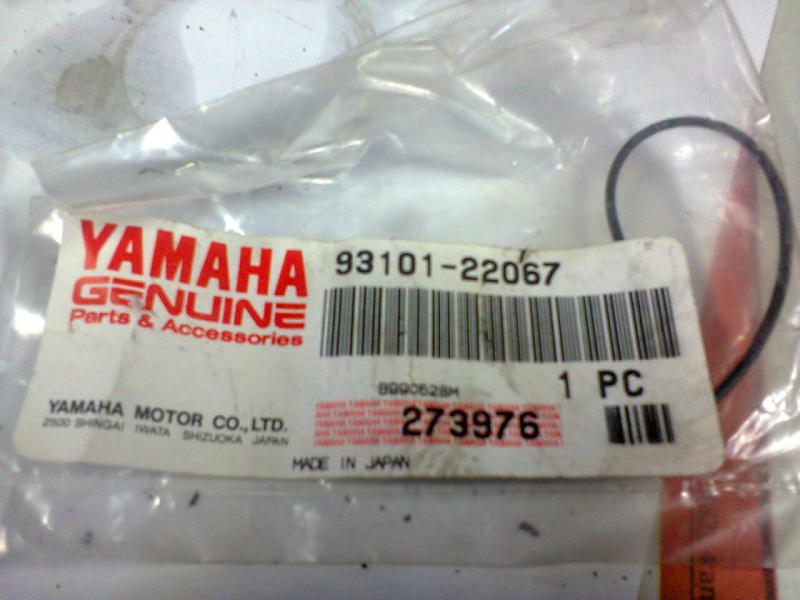 YAMAHA
GENUINE
Parts & Accessories
93101-22067
1 PC
YAMAHA MOTOR CO., LTD.
2500 SHINGAI IWATA SHIZUOKA JAPAN
273976
MADE IN JAPAN